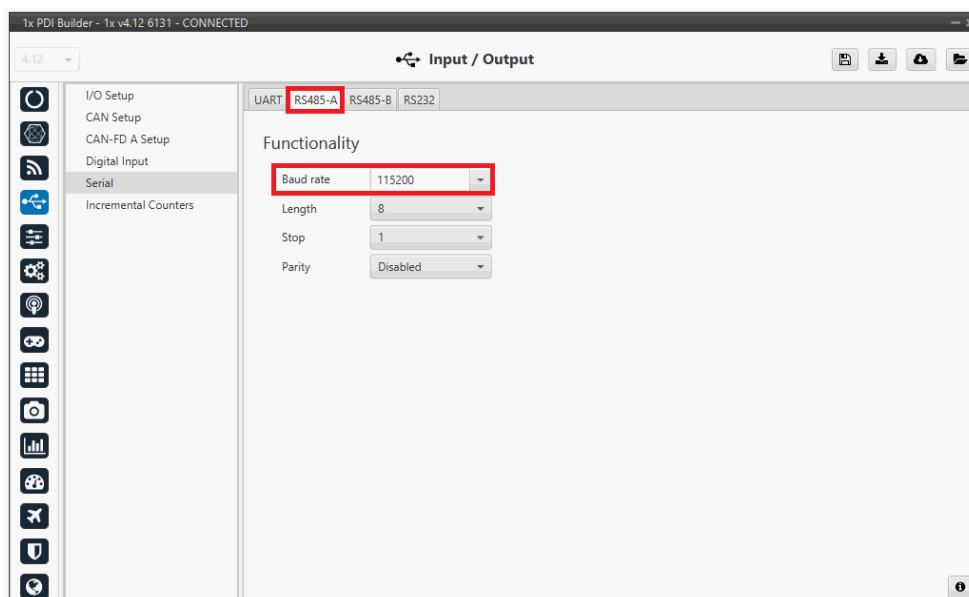 1x PDI Builder - 1x v4.12 6131 - CONNECTED
4.12
Input / Output
I/O Setup
CAN Setup
CAN-FD A Setup
Digital Input
Serial
Incremental Counters
UART RS485-A RS485-B RS232
Functionality
Baud rate 115200
Length 8
Stop 1
Parity Disabled